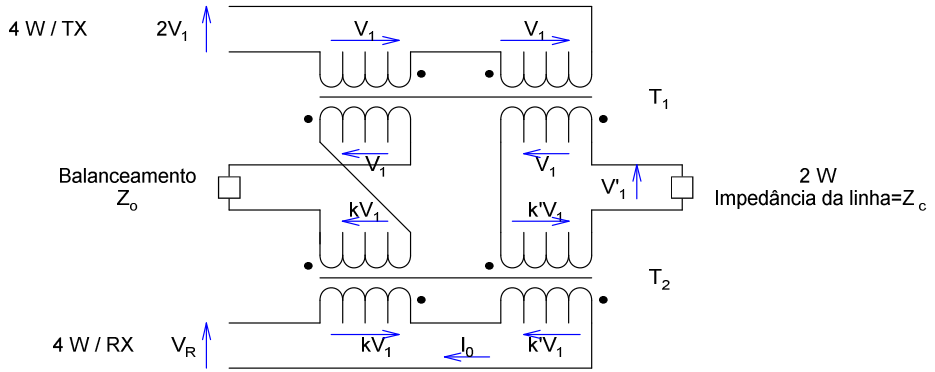 4 W / TX 2V1 V1 V1
T1
V1 V1
Balanceamento
Zo
V'1
2 W
Impedância da linha=Z c
kV1 k'V1
T2
4 W / RX VR kV1 I0 k'V1